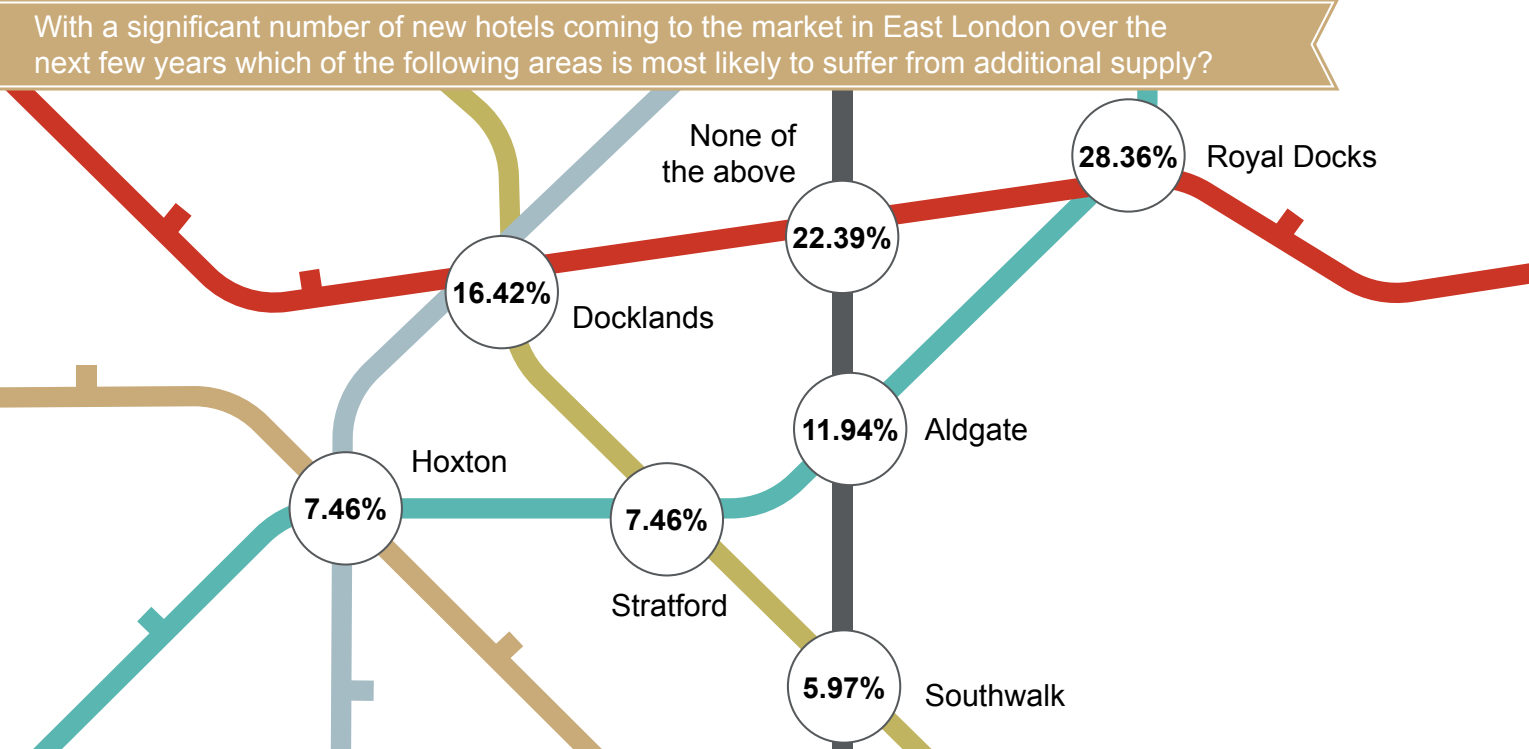 With a significant number of new hotels coming to the market in East London over the
next few years which of the following areas is most likely to suffer from additional supply?
None of
the above
22.39%
28.36%
Royal Docks
16.42%
Docklands
11.94%
Aldgate
Hoxton
7.46%
7.46%
Stratford
5.97%
Southwalk